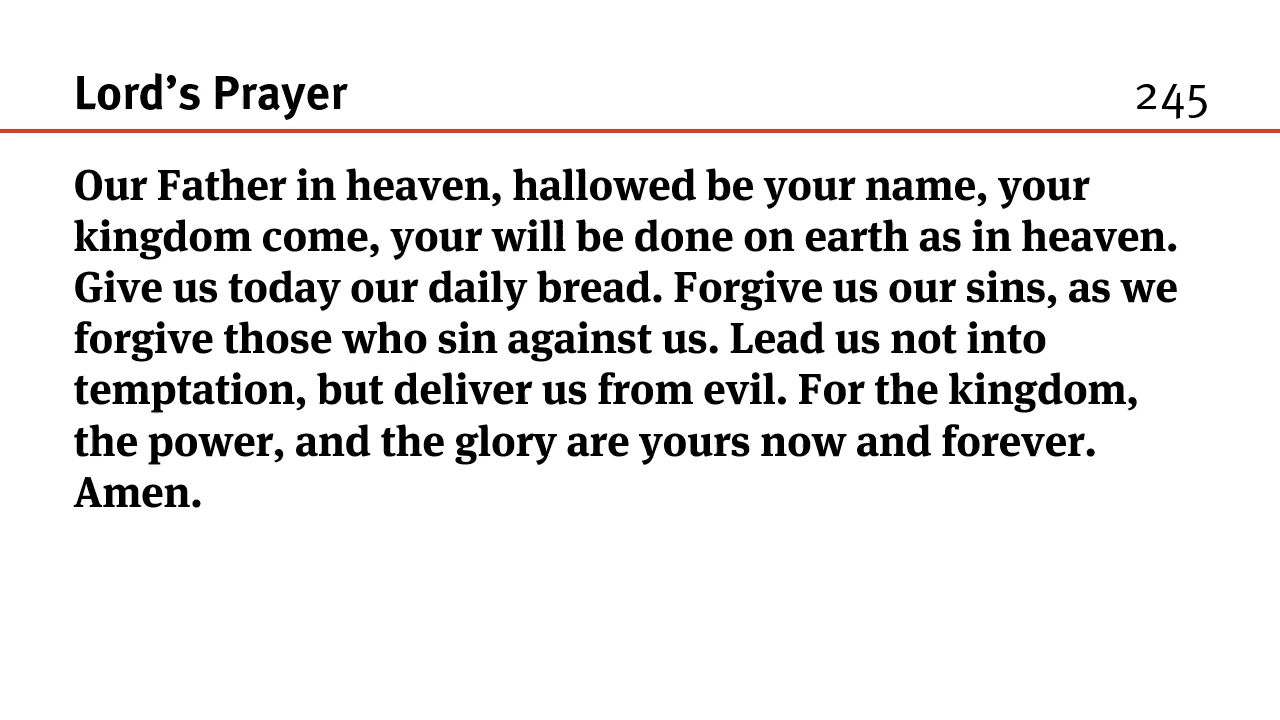 Lord’s Prayer 245
Our Father in heaven, hallowed be your name, your
kingdom come, your will be done on earth as in heaven.
Give us today our daily bread. Forgive us our sins, as we
forgive those who sin against us. Lead us not into
temptation, but deliver us from evil. For the kingdom,
the power, and the glory are yours now and forever.
Amen.